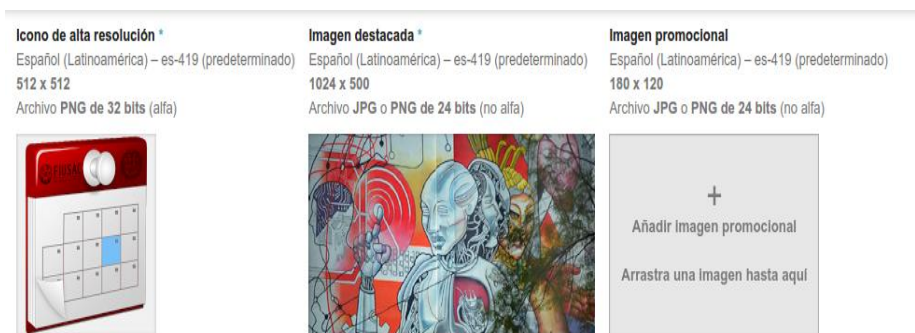 Icono de alta resolución *
Español (Latinoamérica) – es-419 (predeterminado)
512 x 512
Archivo PNG de 32 bits (alfa)
FIUSAC
Imagen destacada *
Español (Latinoamérica) – es-419 (predeterminado)
1024 x 500
Archivo JPG o PNG de 24 bits (no alfa)
Imagen promocional
Español (Latinoamérica) – es-419 (predeterminado)
180 x 120
Archivo JPG o PNG de 24 bits (no alfa)
+
Añadir imagen promocional
Arrastra una imagen hasta aquí